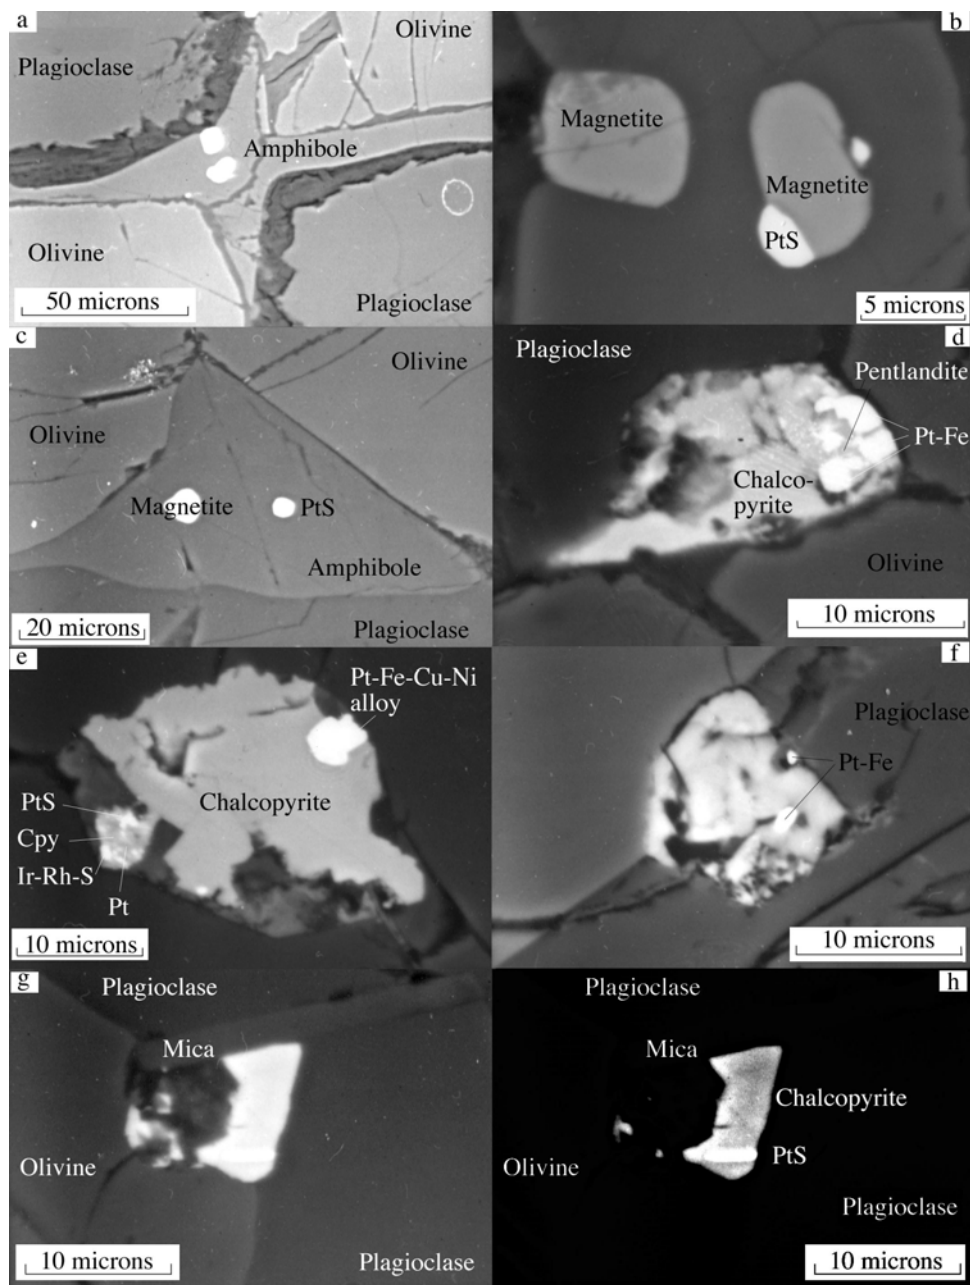 a
Olivine
Plagioclase
Amphibole
Olivine
50 microns
Plagioclase
b
Magnetite
Magnetite
PtS
5 microns
c
Olivine
Olivine
Magnetite
PtS
Amphibole
20 microns
Plagioclase
d
Plagioclase
Pentlandite
Pt-Fe
Chalco-
pyrite
Olivine
10 microns
e
Pt-Fe-Cu-Ni
alloy
PtS
Chalcopyrite
Cpy
Ir-Rh-S
Pt
10 microns
f
Plagioclase
Pt-Fe
10 microns
g
Plagioclase
Mica
Olivine
10 microns
Plagioclase
h
Plagioclase
Mica
Chalcopyrite
PtS
Olivine
Plagioclase
10 microns